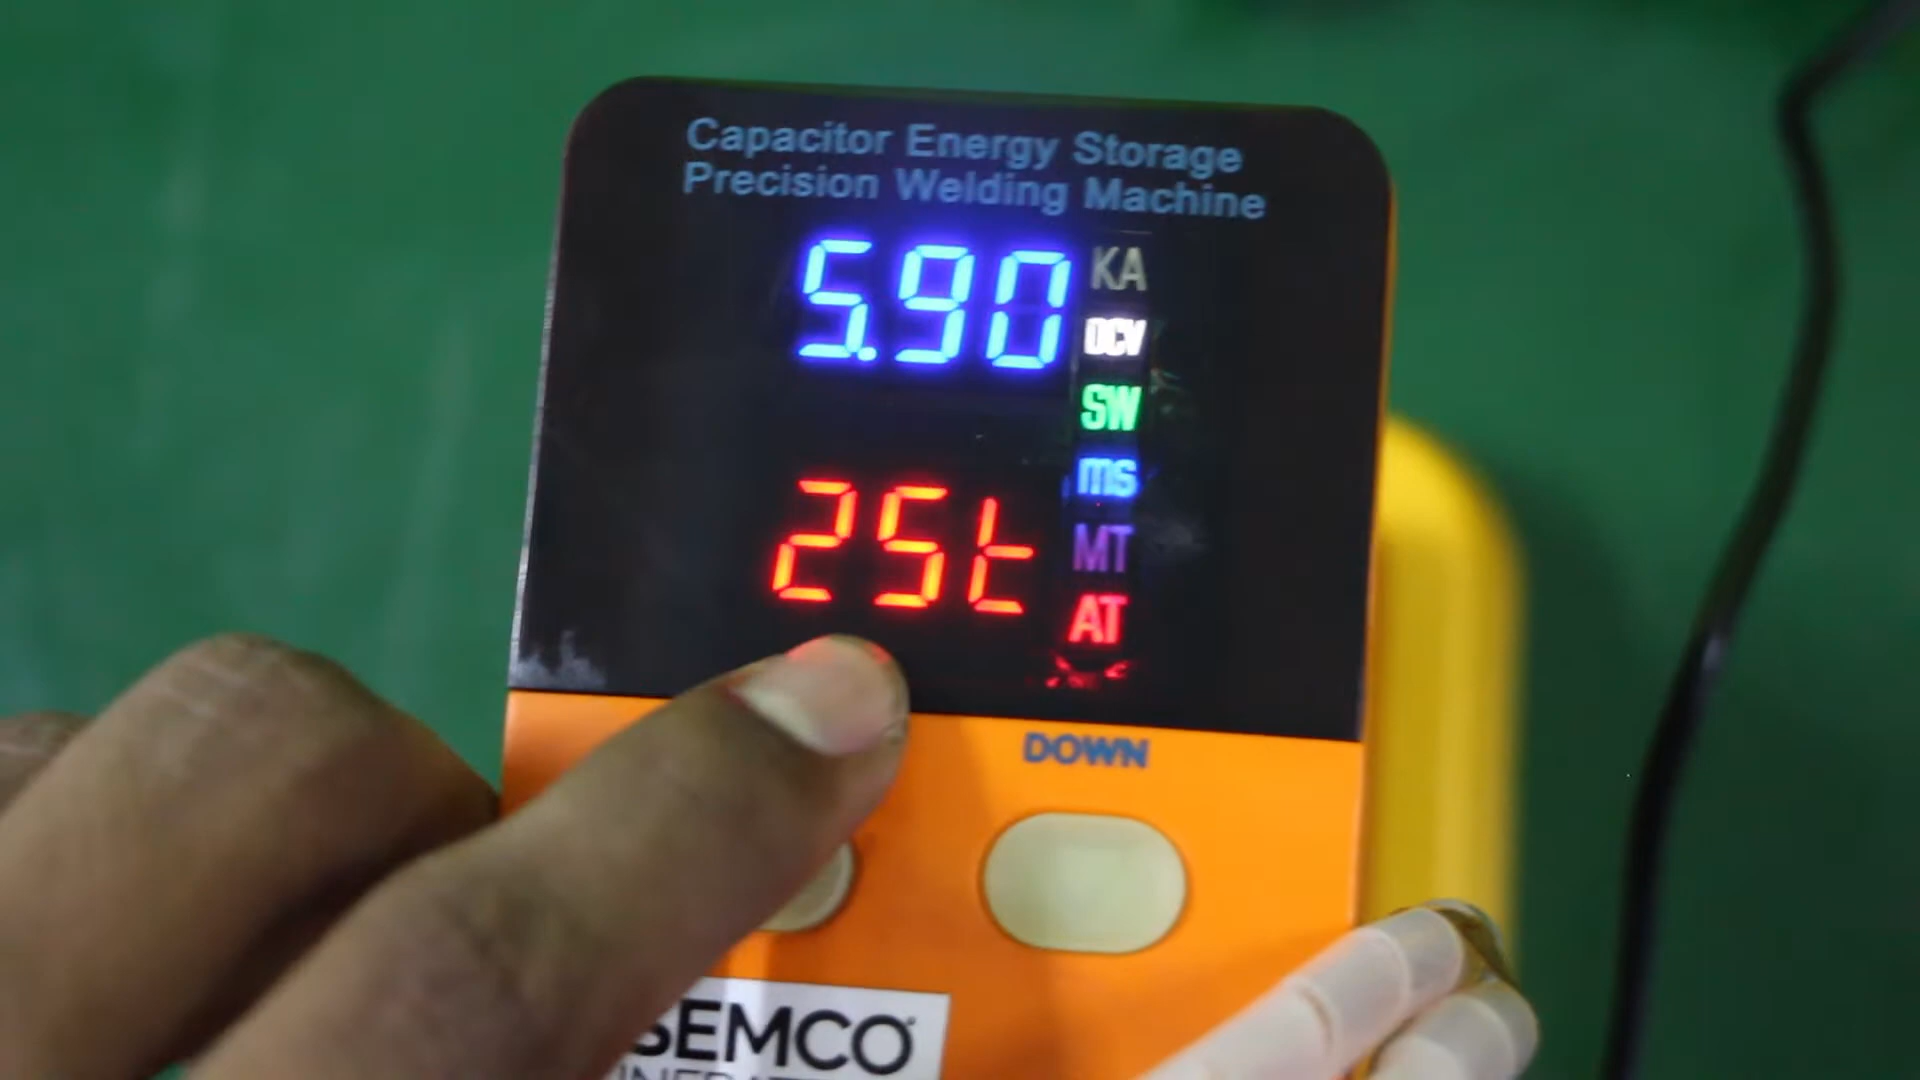 Capacitor Energy Storage
Precision Welding Machine
5.90
KA
DCV
SW
ms
25t
MT
AT
DOWN
SEMCO